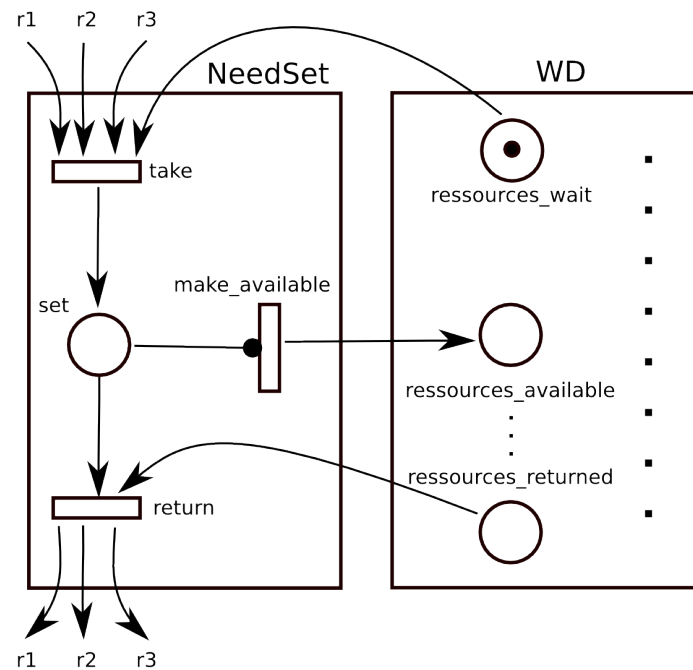 r1
r2
r3
NeedSet
WD
take
ressources_wait
make_available
set
ressources_available
ressources_returned
return
r1
r2
r3